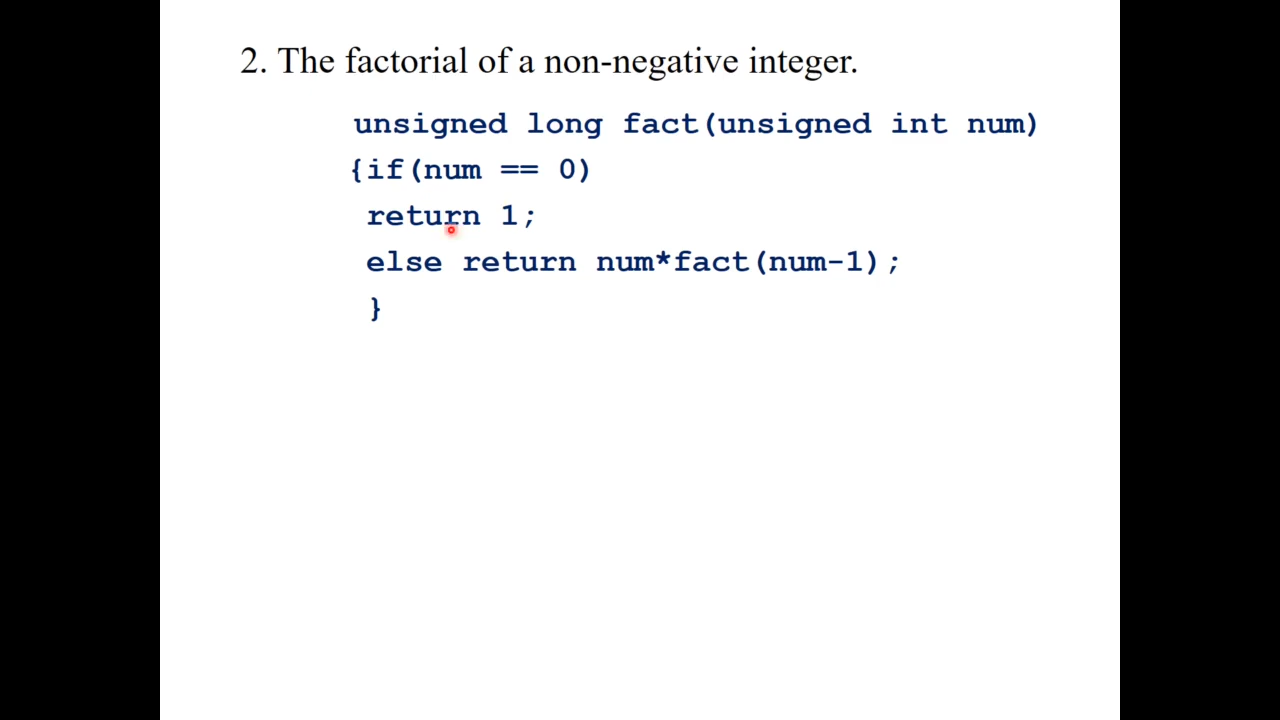 2. The factorial of a non-negative integer.
unsigned long fact(unsigned int num)
{if(num == 0)
return 1;
else return num*fact(num-1);
}